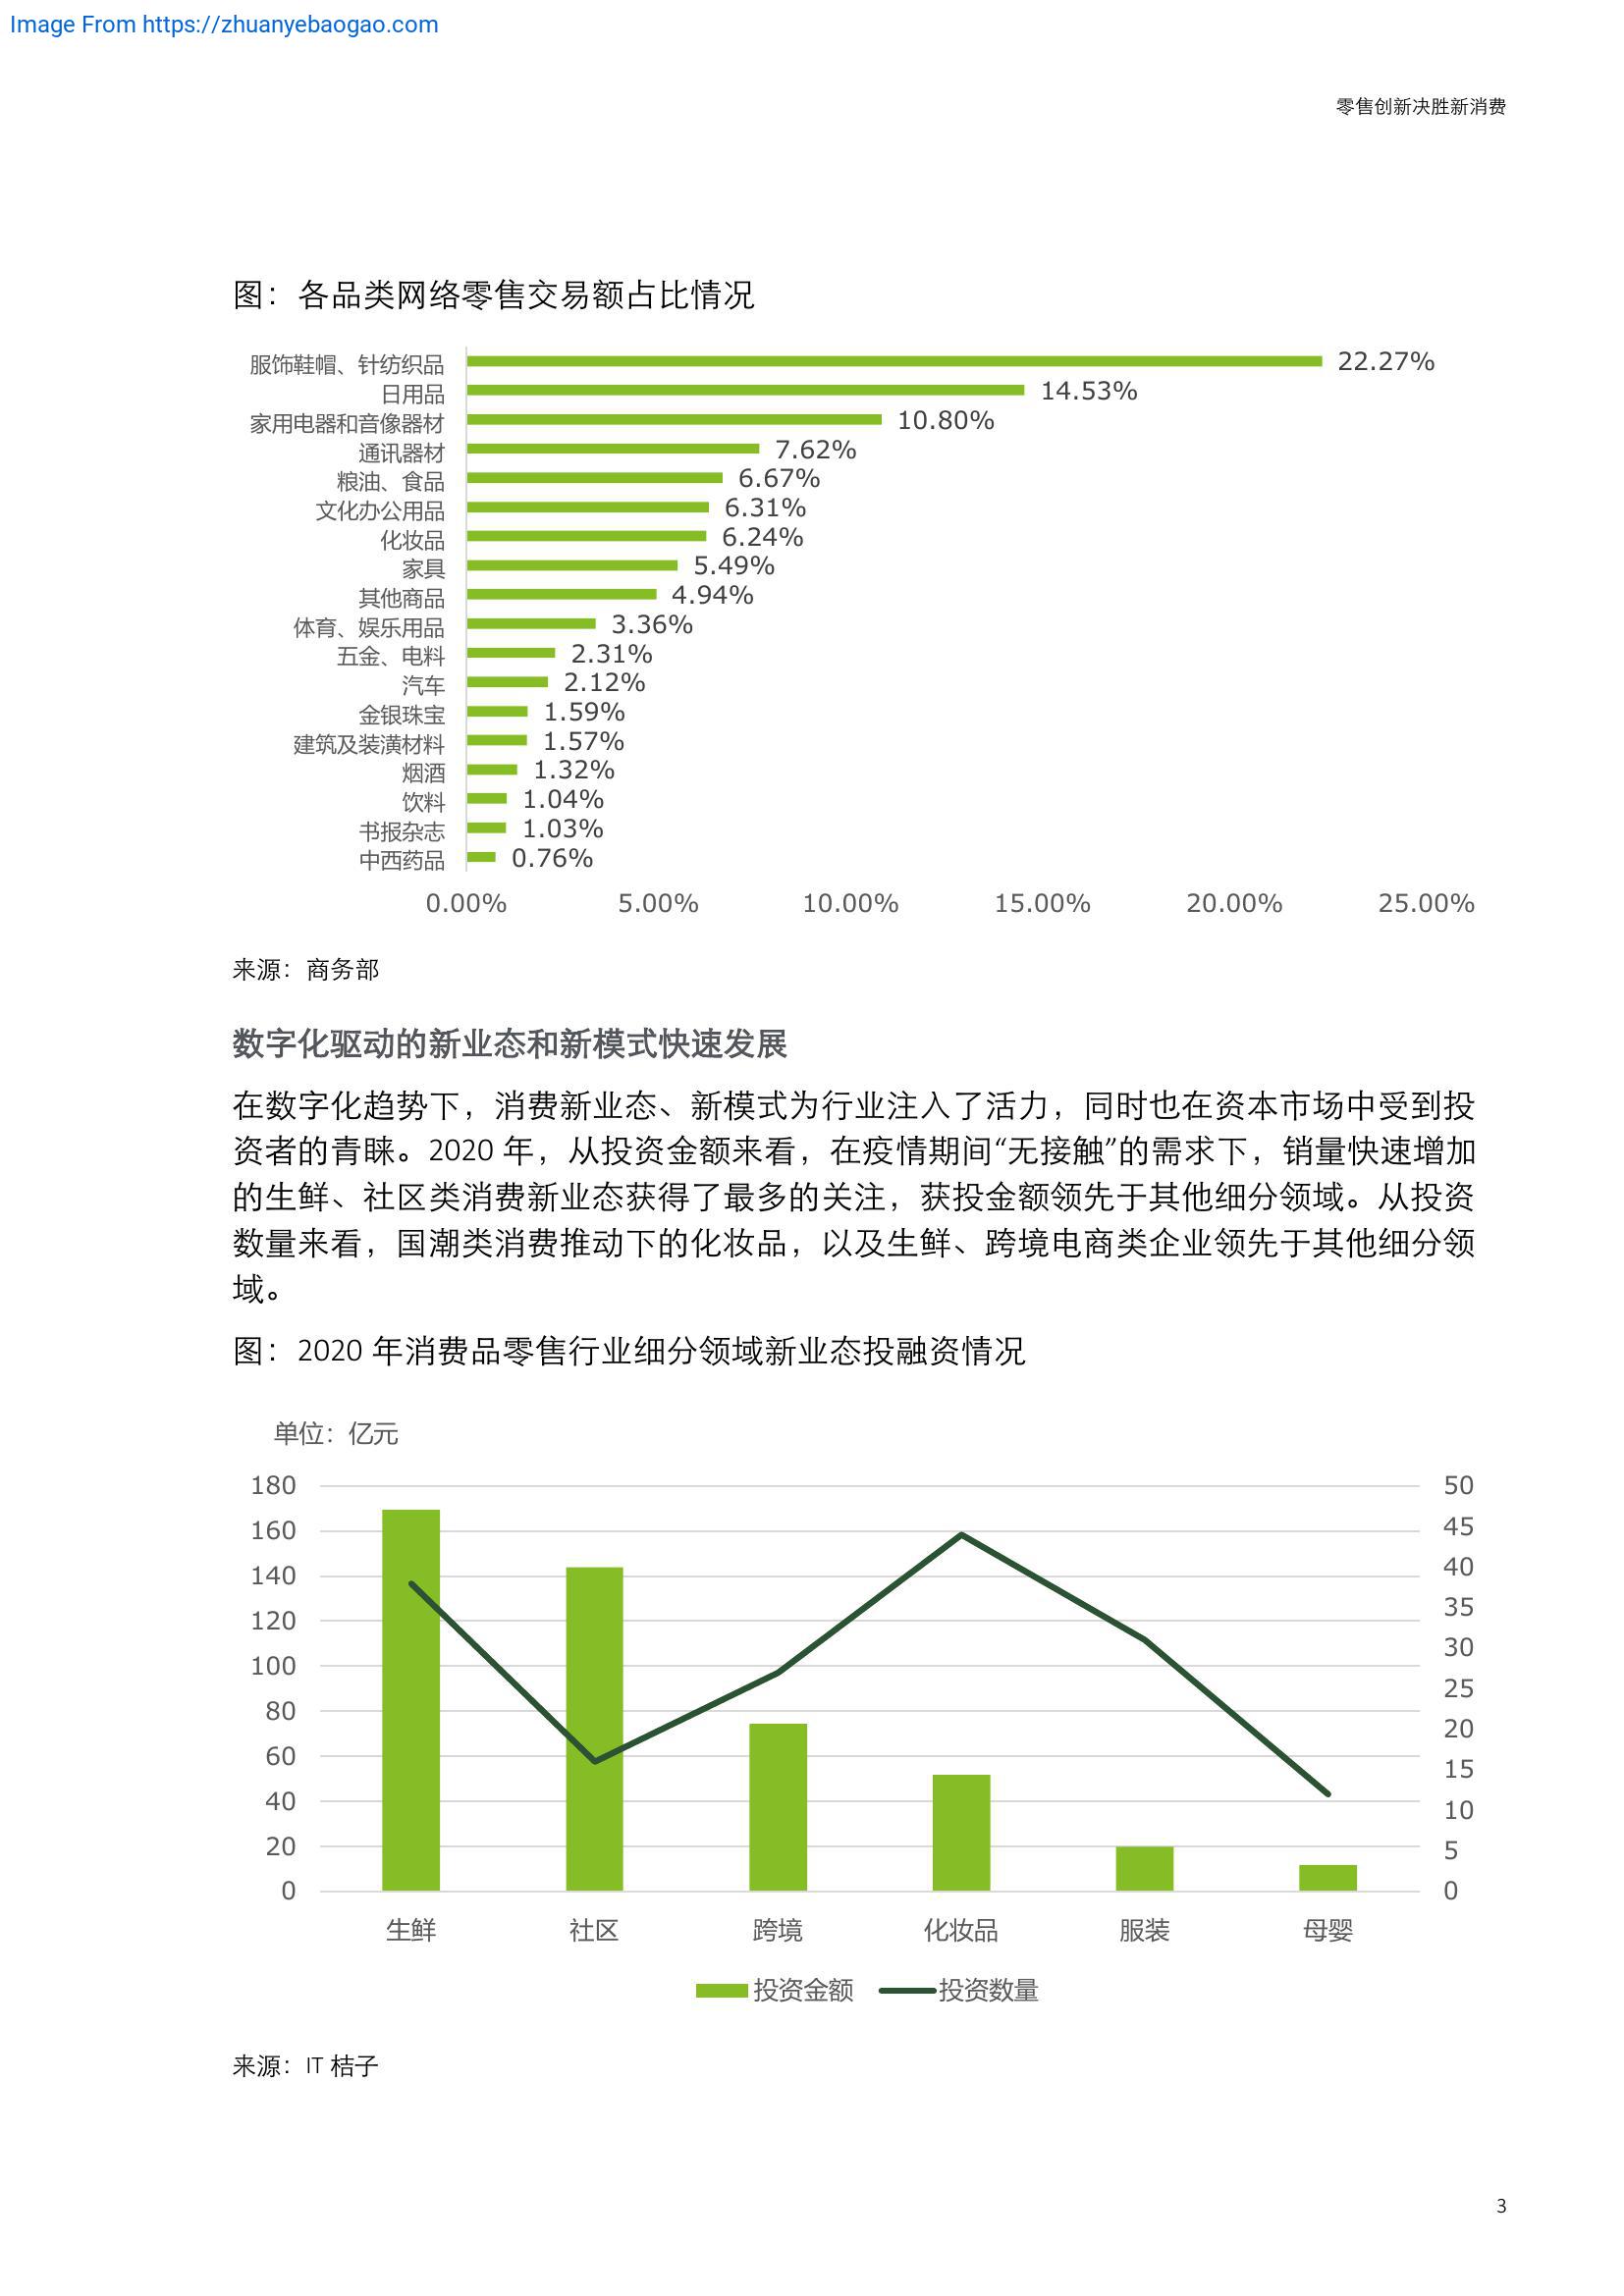 Image From https://zhuanyebaogao.com
零售创新决胜新消费
图：各品类网络零售交易额占比情况
服饰鞋帽、针纺织品 22.27%
日用品 14.53%
家用电器和音像器材 10.80%
通讯器材 7.62%
粮油、食品 6.67%
文化办公用品 6.31%
化妆品 6.24%
家具 5.49%
其他商品 4.94%
体育、娱乐用品 3.36%
五金、电料 2.31%
汽车 2.12%
金银珠宝 1.59%
建筑及装潢材料 1.57%
烟酒 1.32%
饮料 1.04%
书报杂志 1.03%
中西药品 0.76%
0.00% 5.00% 10.00% 15.00% 20.00% 25.00%
来源：商务部
数字化驱动的新业态和新模式快速发展
在数字化趋势下，消费新业态、新模式为行业注入了活力，同时也在资本市场中受到投
资者的青睐。2020 年，从投资金额来看，在疫情期间“无接触”的需求下，销量快速增加
的生鲜、社区类消费新业态获得了最多的关注，获投金额领先于其他细分领域。从投资
数量来看，国潮类消费推动下的化妆品，以及生鲜、跨境电商类企业领先于其他细分领
域。
图：2020 年消费品零售行业细分领域新业态投融资情况
单位：亿元
180 50
160 45
140 40
120 35
100 30
80 25
60 20
40 15
20 10
0 5
0
生鲜 社区 跨境 化妆品 服装 母婴
投资金额 投资数量
来源：IT 桔子
3